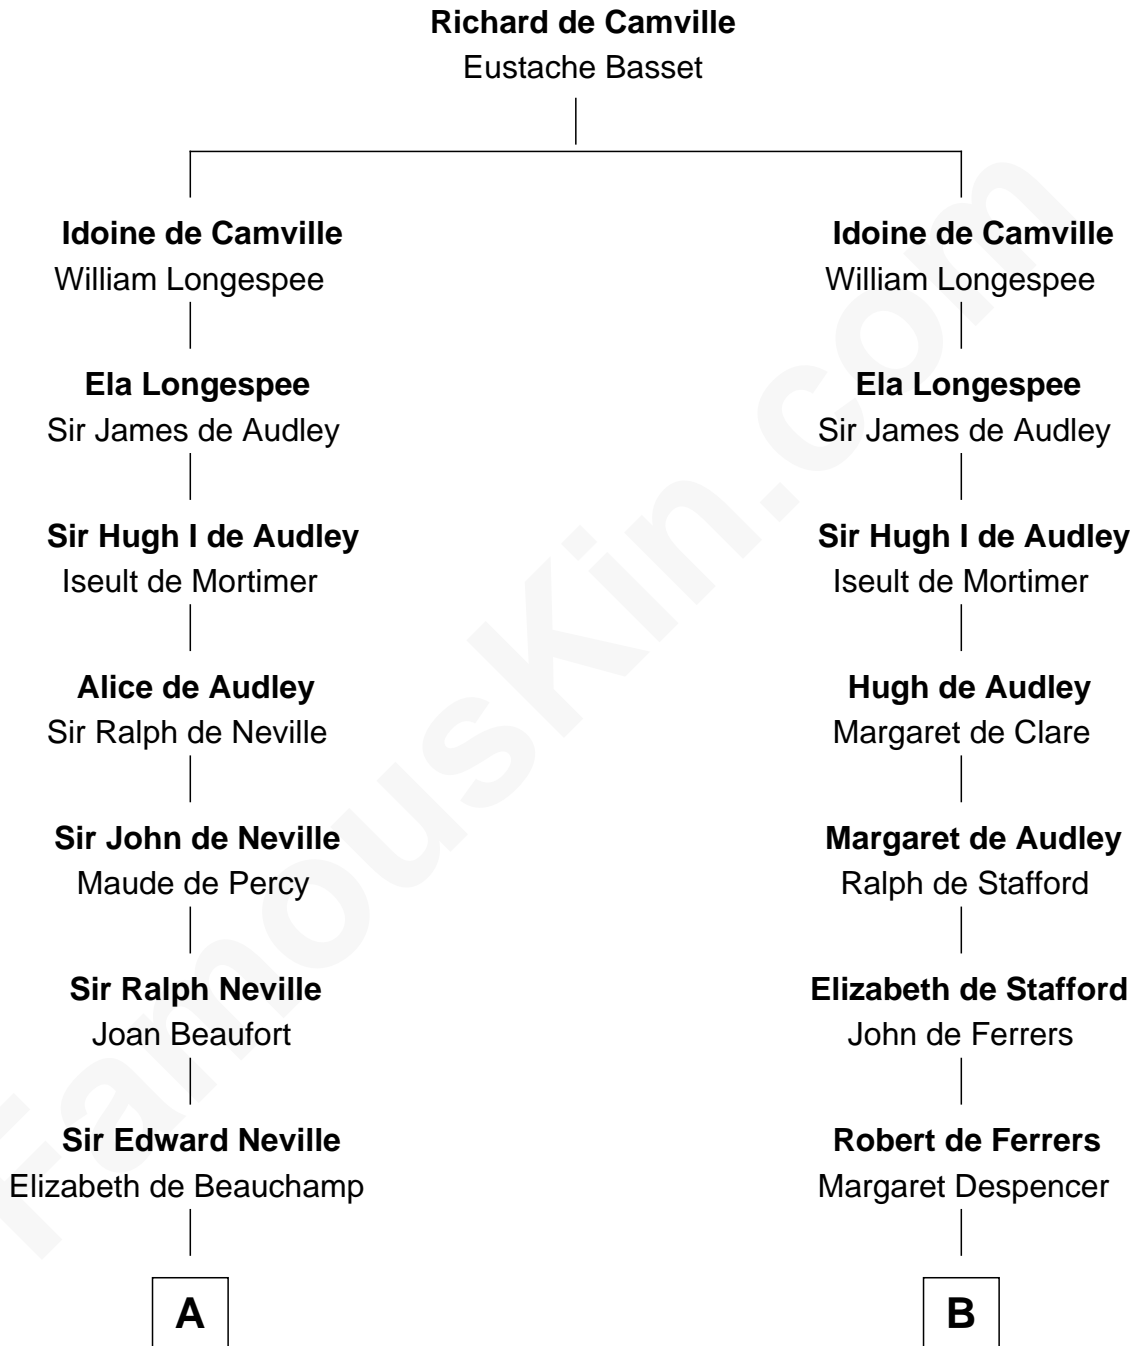 Richard de Camville
Eustache Basset
Idoine de Camville
William Longespee
Ela Longespee
Sir James de Audley
Sir Hugh I de Audley
Iseult de Mortimer
Alice de Audley
Sir Ralph de Neville
Sir John de Neville
Maude de Percy
Sir Ralph Neville
Joan Beaufort
Sir Edward Neville
Elizabeth de Beauchamp
A
Idoine de Camville
William Longespee
Ela Longespee
Sir James de Audley
Sir Hugh I de Audley
Iseult de Mortimer
Hugh de Audley
Margaret de Clare
Margaret de Audley
Ralph de Stafford
Elizabeth de Stafford
John de Ferrers
Robert de Ferrers
Margaret Despencer
B
FamousKin.com